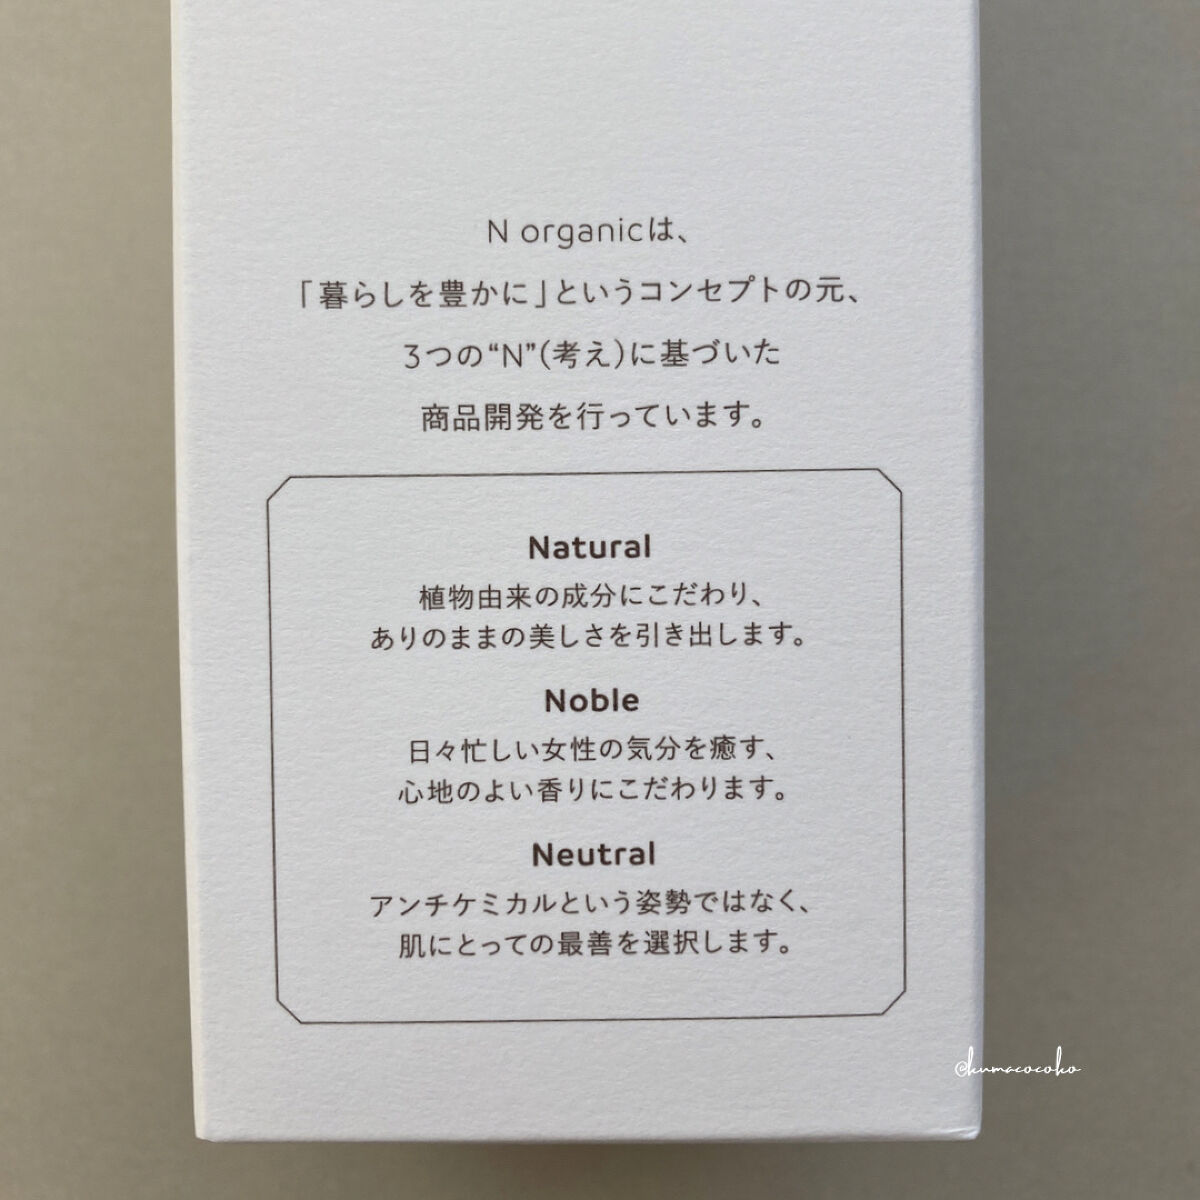 N organicは、
「暮らしを豊かに」というコンセプトの元、
3つの“N”(考え)に基づいた
商品開発を行っています。
Natural
植物由来の成分にこだわり、
ありのままの美しさを引き出します。
Noble
日々忙しい女性の気分を癒す、
心地のよい香りにこだわります。
Neutral
アンチケミカルという姿勢ではなく、
肌にとっての最善を選択します。
@kumacocoko